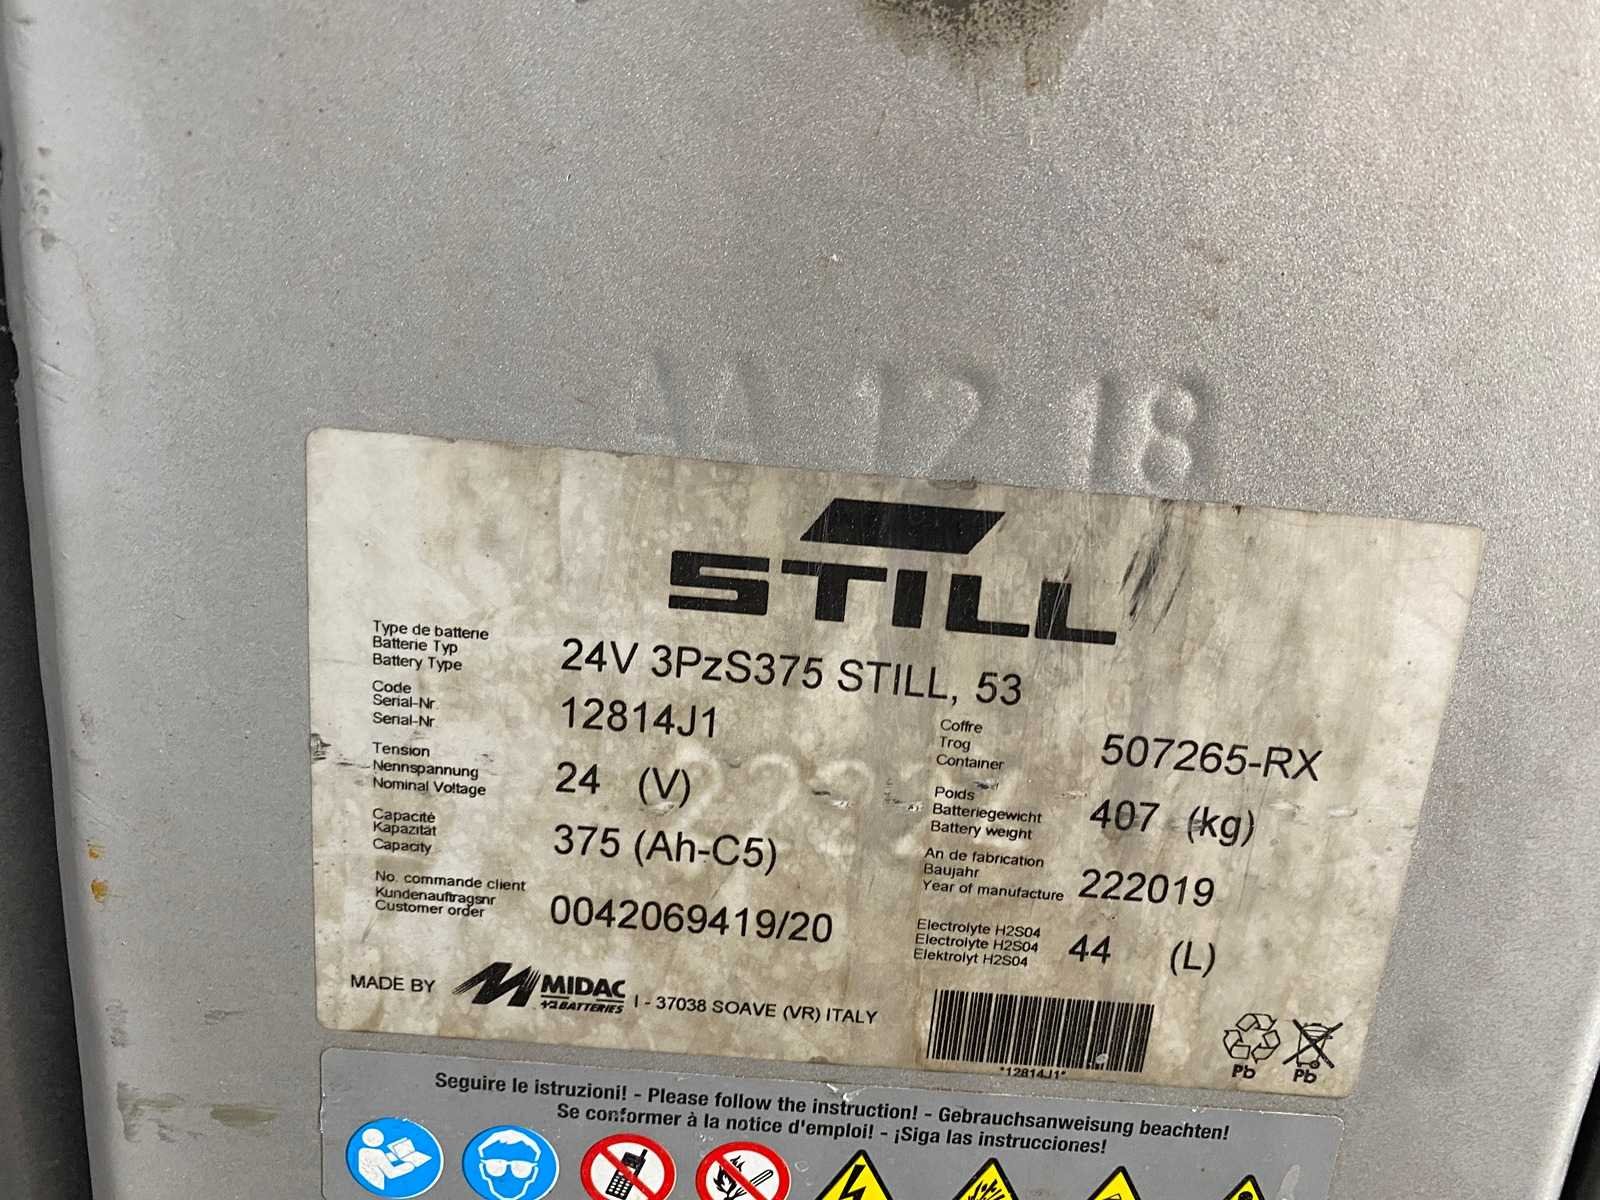 44 12 18
STILL
Type de batterie
Batterie Typ
Battery Type
24V 3PzS375 STILL, 53
Code
Serial-Nr.
Serial-Nr
12814J1
Coffre
Trog
Container
507265-RX
Tension
Nennspannung
Nominal Voltage
24 (V)
Poids
Batteriegewicht
Battery weight
407 (kg)
Capacité
Kapazität
Capacity
375 (Ah-C5)
An de fabrication
Baujahr
Year of manufacture
222019
No. commande client
Kundenauftragsnr
Customer order
0042069419/20
Electrolyte H2S04
Electrolyte H2S04
Elektrolyt H2S04
44 (L)
MADE BY MIDAC BATTERIES I - 37038 SOAVE (VR) ITALY
*12814J1*
Pb Pb
Seguire le istruzioni! - Please follow the instruction! - Gebrauchsanweisung beachten!
Se conformer à la notice d'emploi! - ¡Siga las instrucciones!